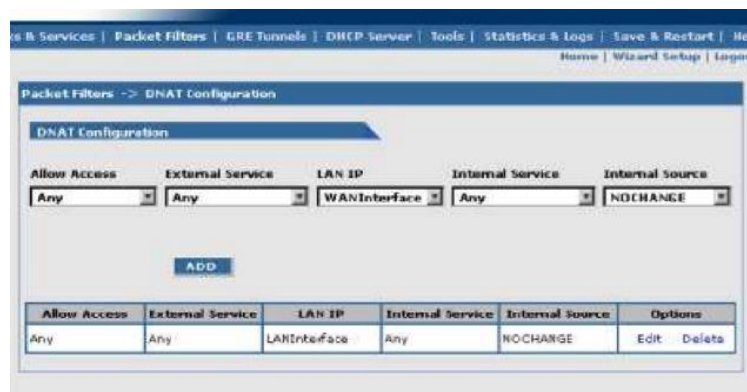 s & Services | Packet Filters | GRE Tunnels | DHCP Server | Tools | Statistics & Logs | Save & Restart | He
Home | Wizard Setup | Logo
Packet Filters -> DNAT Configuration
DNAT Configuration
Allow Access External Service LAN IP Internal Service Internal Source
Any Any WANInterface Any NOCHANGE
ADD
Allow Access External Service LAN IP Internal Service Internal Source Options
Any Any LANInterface Any NOCHANGE Edit Delete